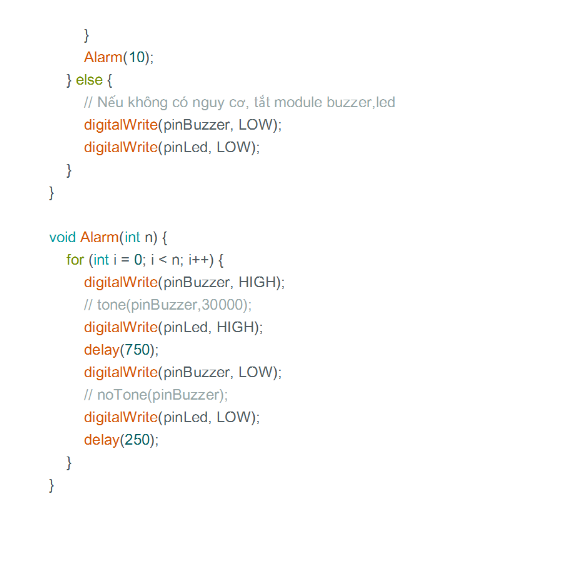 }
Alarm(10);
} else {
// Nếu không có nguy cơ, tắt module buzzer,led
digitalWrite(pinBuzzer, LOW);
digitalWrite(pinLed, LOW);
}
}
void Alarm(int n) {
for (int i = 0; i < n; i++) {
digitalWrite(pinBuzzer, HIGH);
// tone(pinBuzzer,30000);
digitalWrite(pinLed, HIGH);
delay(750);
digitalWrite(pinBuzzer, LOW);
// noTone(pinBuzzer);
digitalWrite(pinLed, LOW);
delay(250);
}
}